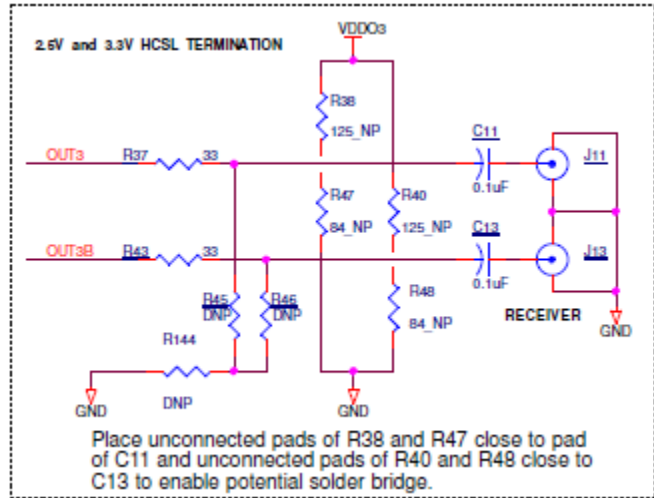 2.5V and 3.3V HCSL TERMINATION
VDDO3
R38
125_NP
OUT3
R37
33
C11
0.1uF
J11
R47
84_NP
R40
125_NP
OUT3B
R43
33
C13
0.1uF
J13
R45
DNP
R46
DNP
R48
84_NP
RECEIVER
GND
R144
DNP
GND
GND
Place unconnected pads of R38 and R47 close to pad
of C11 and unconnected pads of R40 and R48 close to
C13 to enable potential solder bridge.